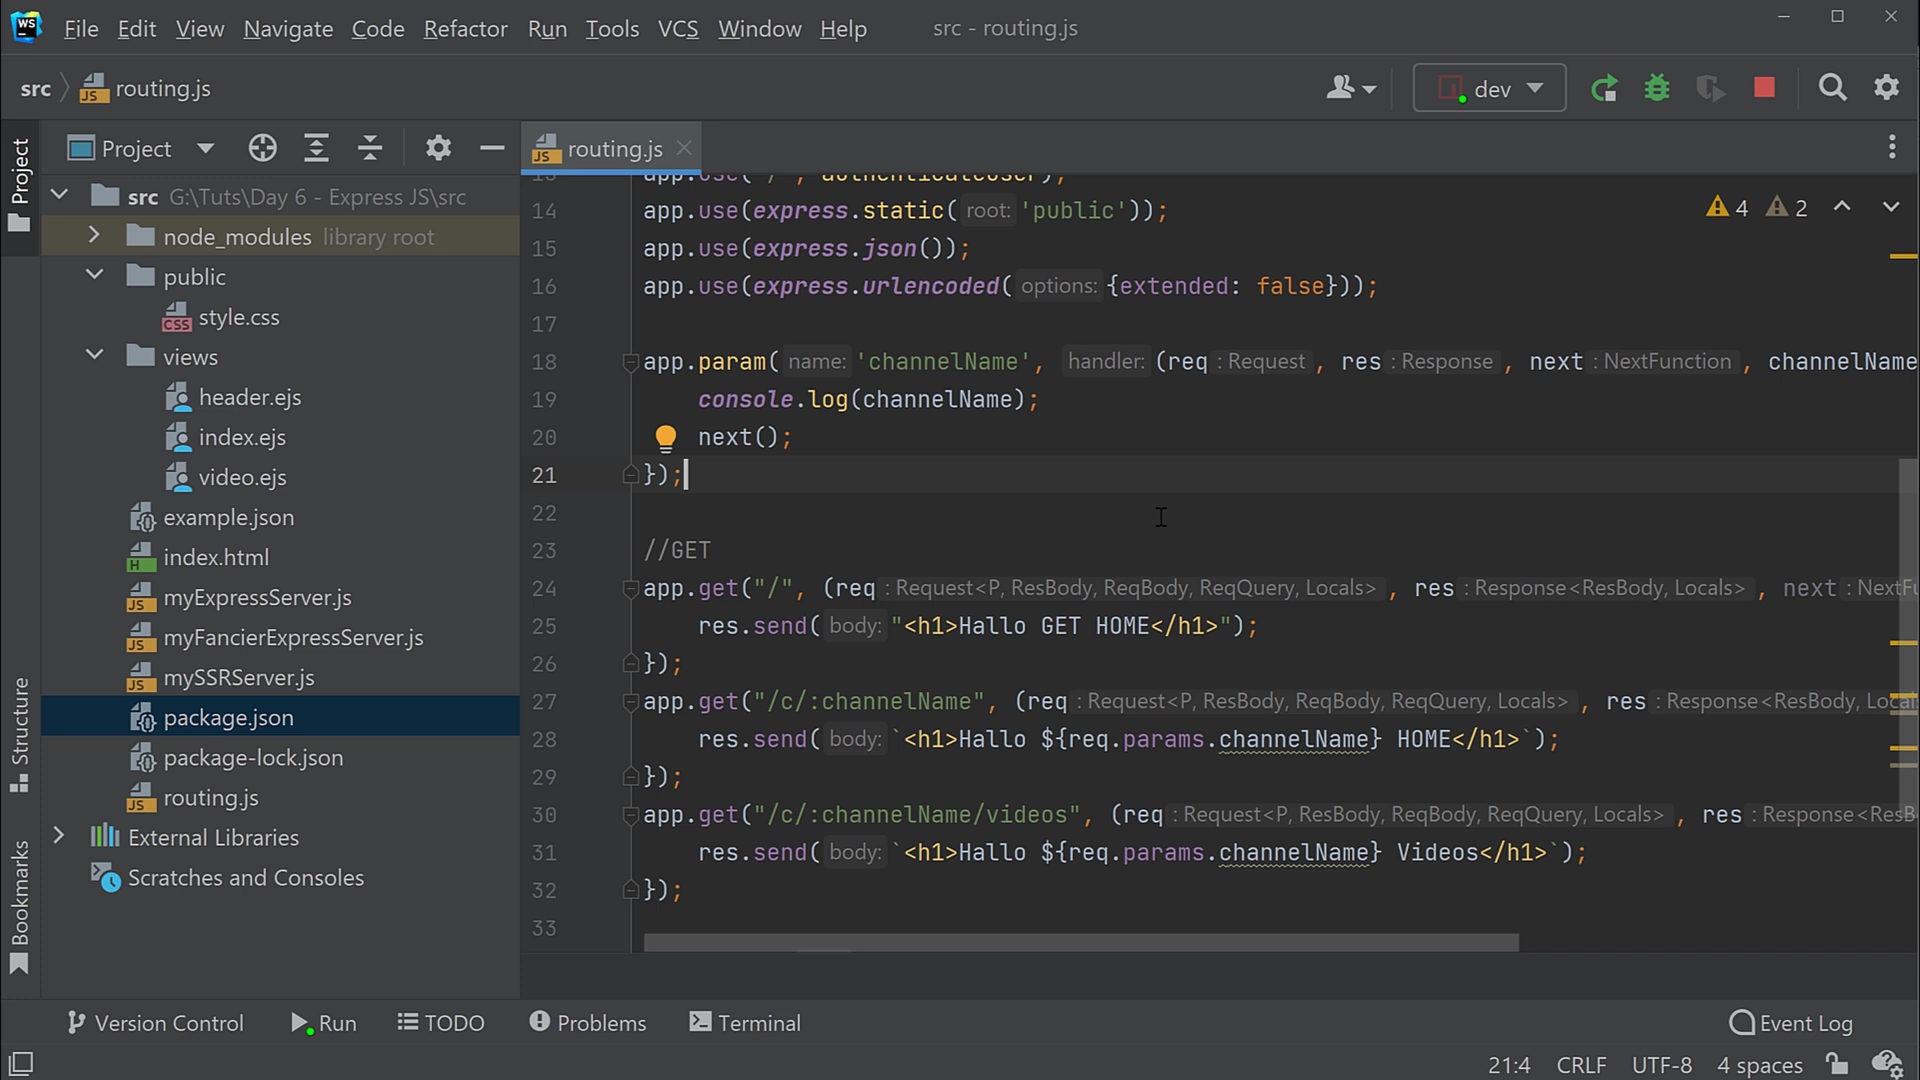 WS File Edit View Navigate Code Refactor Run Tools VCS Window Help src - routing.js
src routing.js dev
Project routing.js
Project
src G:\Tuts\Day 6 - Express JS\src
node_modules library root
public
style.css
views
header.ejs
index.ejs
video.ejs
example.json
index.html
myExpressServer.js
myFancierExpressServer.js
mySSRServer.js
package.json
package-lock.json
routing.js
External Libraries
Scratches and Consoles
Structure
Bookmarks
4 2
14 app.use(express.static( root: 'public'));
15 app.use(express.json());
16 app.use(express.urlencoded( options: {extended: false}));
17
18 app.param( name: 'channelName', handler: (req : Request , res : Response , next : NextFunction , channelName
19 console.log(channelName);
20 next();
21 });
22
23 //GET
24 app.get("/", (req : Request<P, ResBody, ReqBody, ReqQuery, Locals> , res : Response<ResBody, Locals> , next : NextFu
25 res.send( body: "<h1>Hallo GET HOME</h1>");
26 });
27 app.get("/c/:channelName", (req : Request<P, ResBody, ReqBody, ReqQuery, Locals> , res : Response<ResBody, Local
28 res.send( body: `<h1>Hallo ${req.params.channelName} HOME</h1>`);
29 });
30 app.get("/c/:channelName/videos", (req : Request<P, ResBody, ReqBody, ReqQuery, Locals> , res : Response<ResB
31 res.send( body: `<h1>Hallo ${req.params.channelName} Videos</h1>`);
32 });
33
Version Control Run TODO Problems Terminal Event Log
21:4 CRLF UTF-8 4 spaces